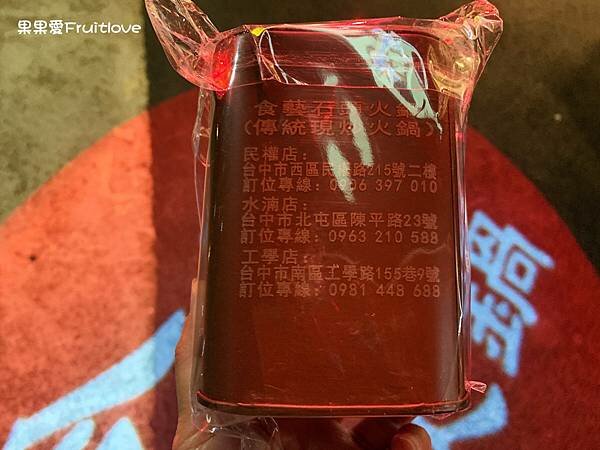 果果愛Fruitlove
食藝石頭火鍋
(傳統現炒火鍋)
民權店：
台中市西區民權路215號二樓
訂位專線：0906 397 010
水湳店：
台中市北屯區陳平路23號
訂位專線：0963 210 588
工學店：
台中市南區工學路155巷9號
訂位專線：0981 448 688
火鍋